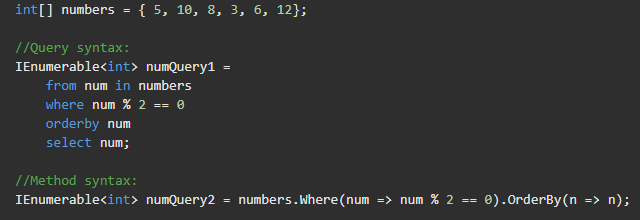 int[] numbers = { 5, 10, 8, 3, 6, 12};
//Query syntax:
IEnumerable<int> numQuery1 =
from num in numbers
where num % 2 == 0
orderby num
select num;
//Method syntax:
IEnumerable<int> numQuery2 = numbers.Where(num => num % 2 == 0).OrderBy(n => n);